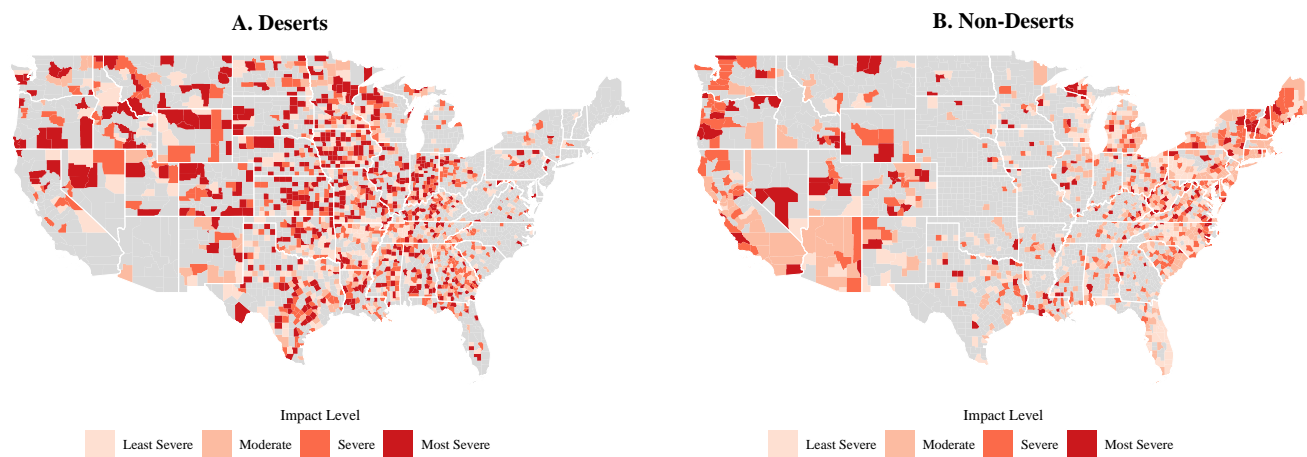 A. Deserts
B. Non-Deserts
Impact Level
Least Severe Moderate Severe Most Severe
Impact Level
Least Severe Moderate Severe Most Severe